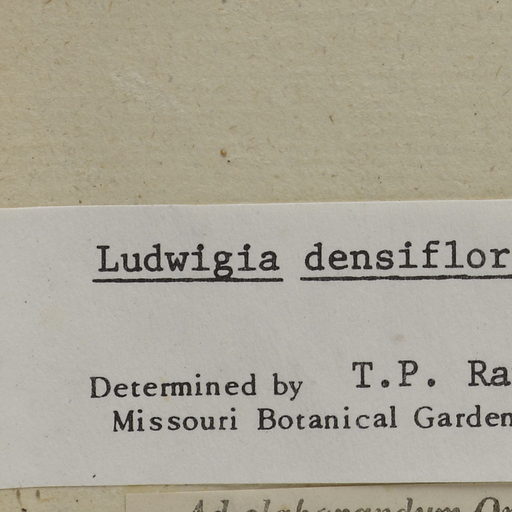 Ludwigia densiflor
Determined by T.P. Ra
Missouri Botanical Garden